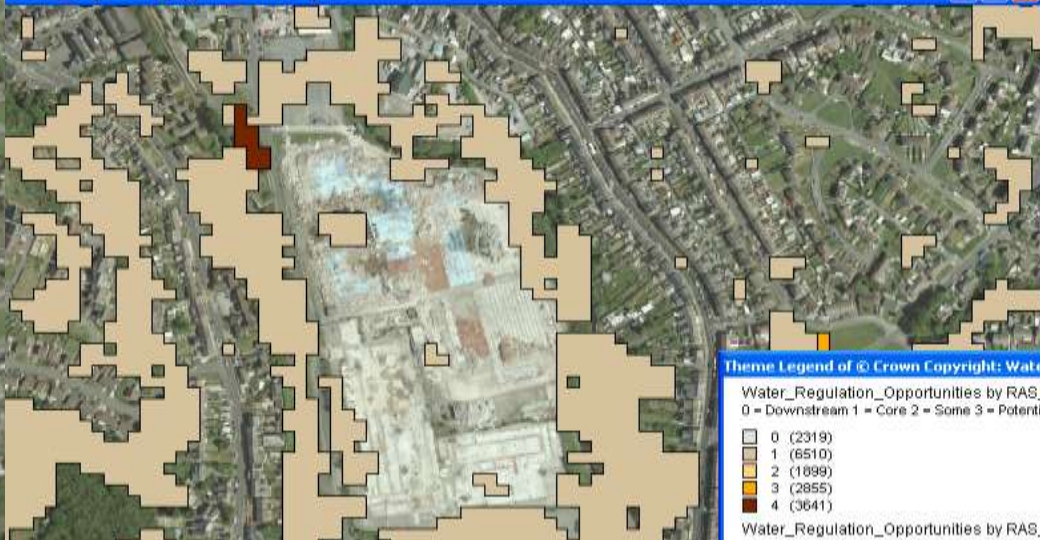 Theme Legend of © Crown Copyright: Wate
Water_Regulation_Opportunities by RAS_
0 = Downstream 1 = Core 2 = Some 3 = Potenti
0 (2319)
1 (6510)
2 (1899)
3 (2855)
4 (3641)
Water_Regulation_Opportunities by RAS_